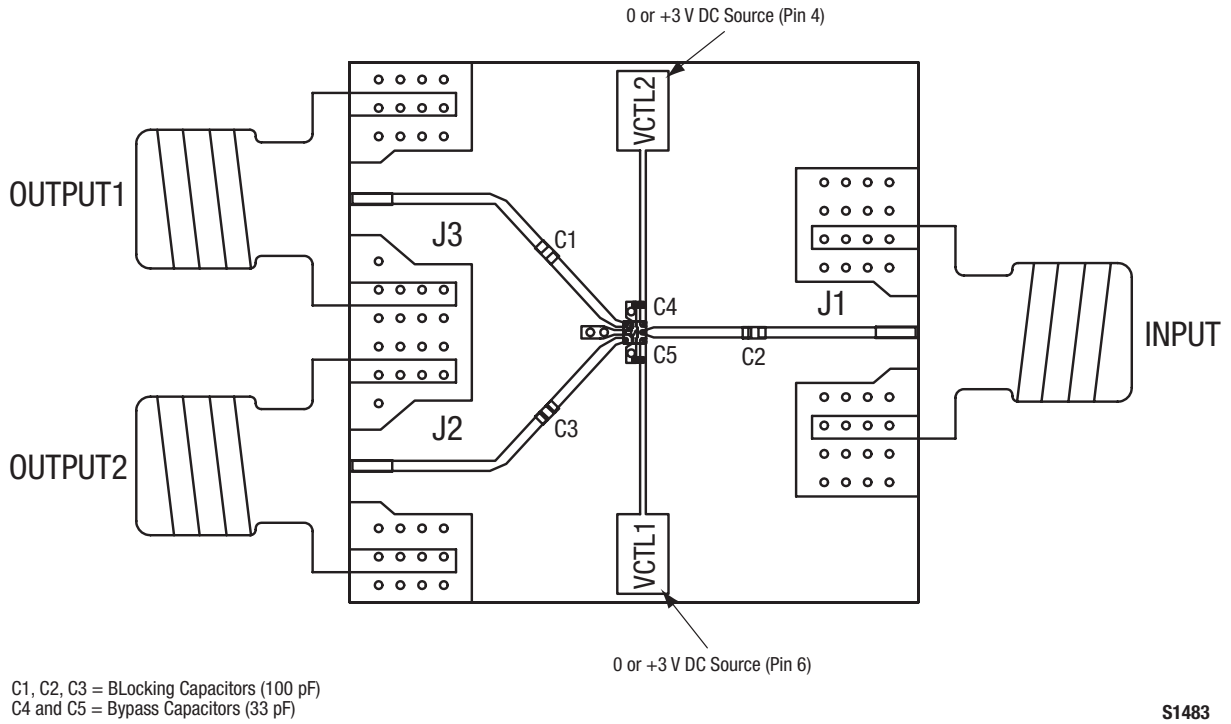 0 or +3 V DC Source (Pin 4)
VCTL2
OUTPUT1
J3
C1
C4
J1
INPUT
C5
C2
C3
J2
OUTPUT2
VCTL1
0 or +3 V DC Source (Pin 6)
C1, C2, C3 = BLocking Capacitors (100 pF)
C4 and C5 = Bypass Capacitors (33 pF)
S1483